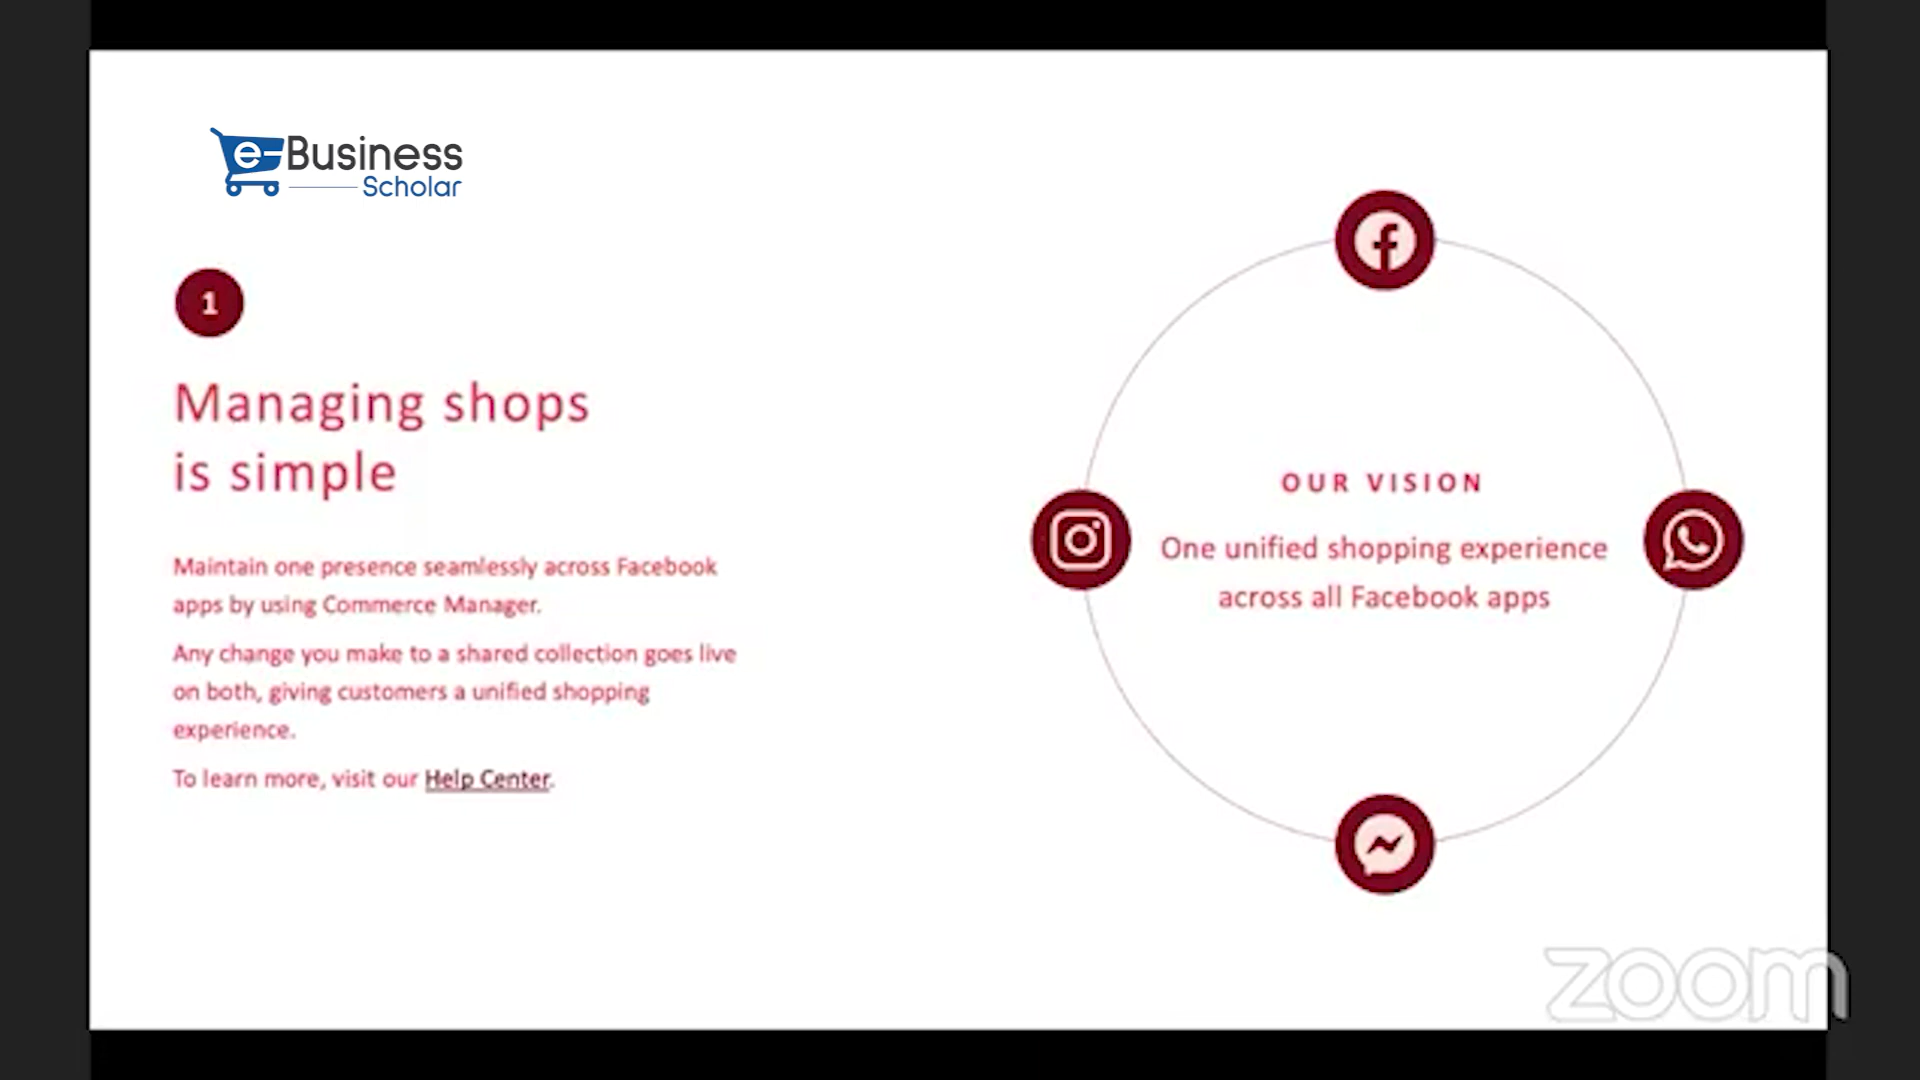 e-Business
Scholar
1
Managing shops
is simple
Maintain one presence seamlessly across Facebook
apps by using Commerce Manager.
Any change you make to a shared collection goes live
on both, giving customers a unified shopping
experience.
To learn more, visit our Help Center.
OUR VISION
One unified shopping experience
across all Facebook apps
zoom